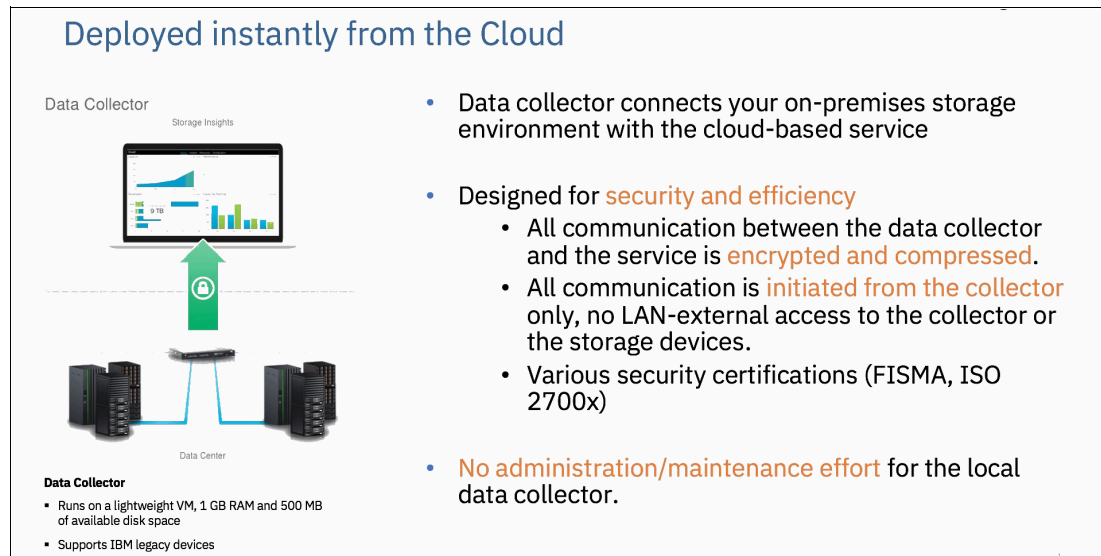 Deployed instantly from the Cloud
Data Collector
Storage Insights
9 TB
Data Center
Data Collector
▪ Runs on a lightweight VM, 1 GB RAM and 500 MB
of available disk space
▪ Supports IBM legacy devices
• Data collector connects your on-premises storage
environment with the cloud-based service
• Designed for security and efficiency
• All communication between the data collector
and the service is encrypted and compressed.
• All communication is initiated from the collector
only, no LAN-external access to the collector or
the storage devices.
• Various security certifications (FISMA, ISO
2700x)
• No administration/maintenance effort for the local
data collector.